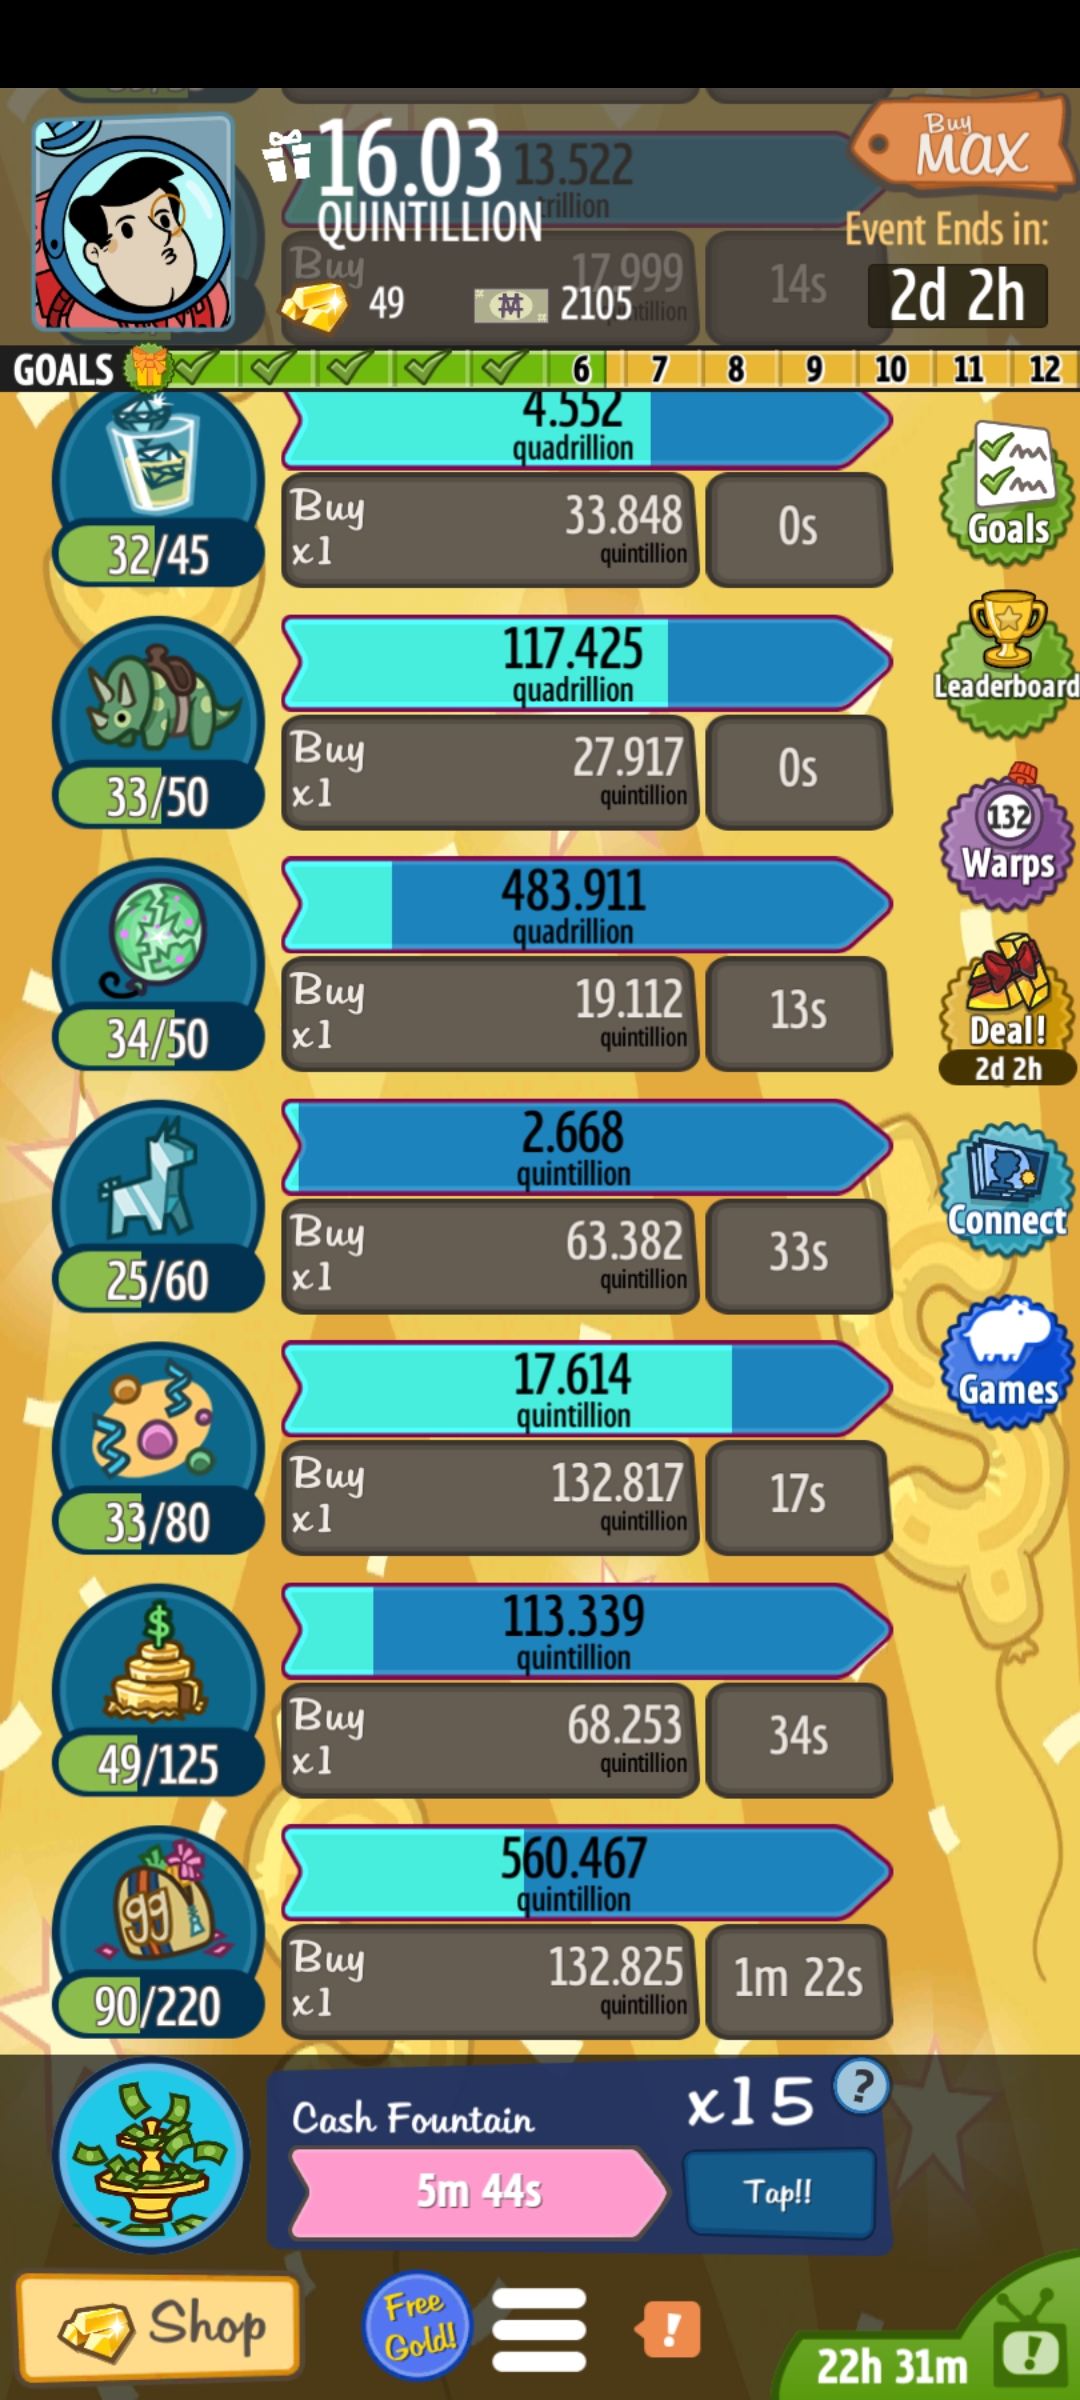 Buy
MAX
16.03
QUINTILLION
13.522
trillion
Event Ends in:
2d 2h
Buy
17.999
14s
49
2105
GOALS 6 7 8 9 10 11 12
4.552
quadrillion
32/45
Buy
x1
33.848
quintillion
0s
Goals
117.425
quadrillion
33/50
Buy
x1
27.917
quintillion
0s
Leaderboard
132
Warps
483.911
quadrillion
34/50
Buy
x1
19.112
quintillion
13s
Deal!
2d 2h
2.668
quintillion
25/60
Buy
x1
63.382
quintillion
33s
Connect
17.614
quintillion
33/80
Buy
x1
132.817
quintillion
17s
Games
113.339
quintillion
$
49/125
Buy
x1
68.253
quintillion
34s
560.467
quintillion
99
90/220
Buy
x1
132.825
quintillion
1m 22s
Cash Fountain
x15
?
5m 44s
Tap!!
Shop
Free
Gold!
!
!
22h 31m